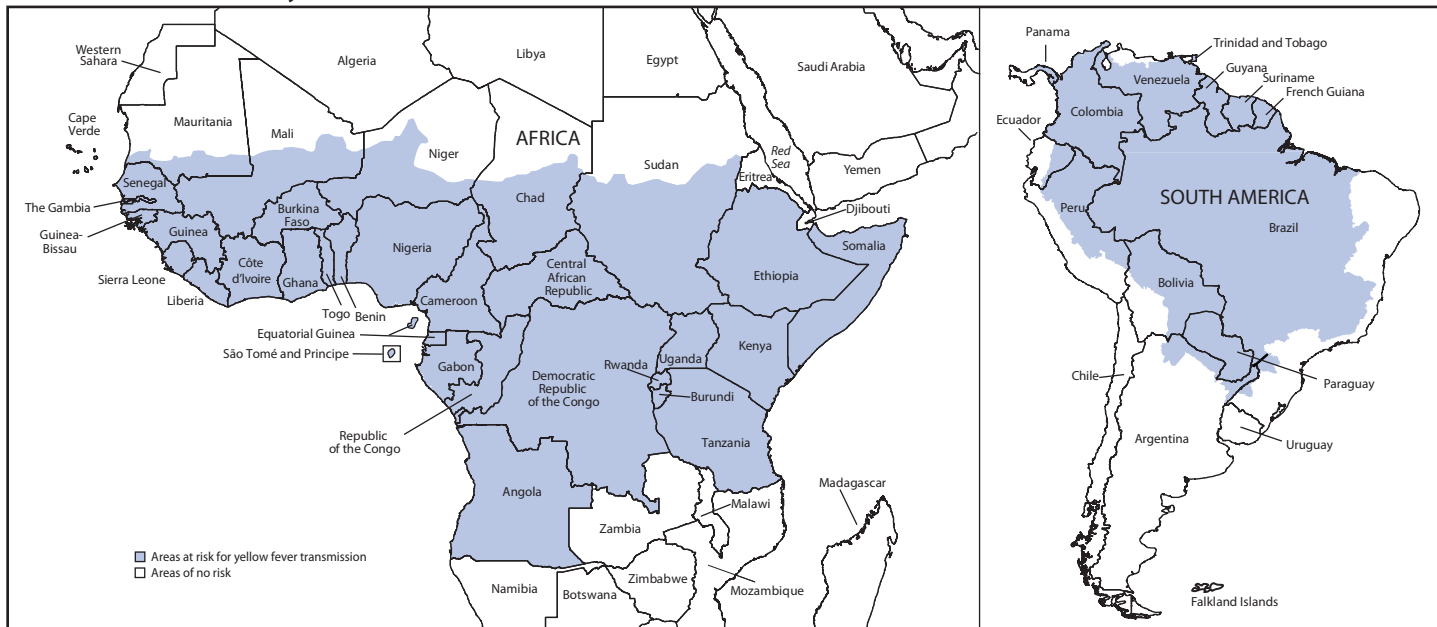 Western
Sahara
Algeria
Libya
Egypt
Saudi Arabia
Cape
Verde
Mauritania
Mali
Niger
AFRICA
Sudan
Red
Sea
Eritrea
Yemen
Senegal
The Gambia
Guinea-
Bissau
Guinea
Burkina
Faso
Chad
Djibouti
Nigeria
Somalia
Sierra Leone
Côte
d'Ivoire
Ghana
Central
African
Republic
Ethiopia
Liberia
Togo
Benin
Cameroon
Equatorial Guinea
São Tomé and Principe
Gabon
Democratic
Republic
of the Congo
Rwanda
Uganda
Kenya
Burundi
Republic
of the Congo
Tanzania
Angola
Malawi
Madagascar
Zambia
Areas at risk for yellow fever transmission
Areas of no risk
Namibia
Botswana
Zimbabwe
Mozambique
Panama
Trinidad and Tobago
Venezuela
Guyana
Suriname
French Guiana
Colombia
Ecuador
SOUTH AMERICA
Peru
Brazil
Bolivia
Chile
Paraguay
Argentina
Uruguay
Falkland Islands